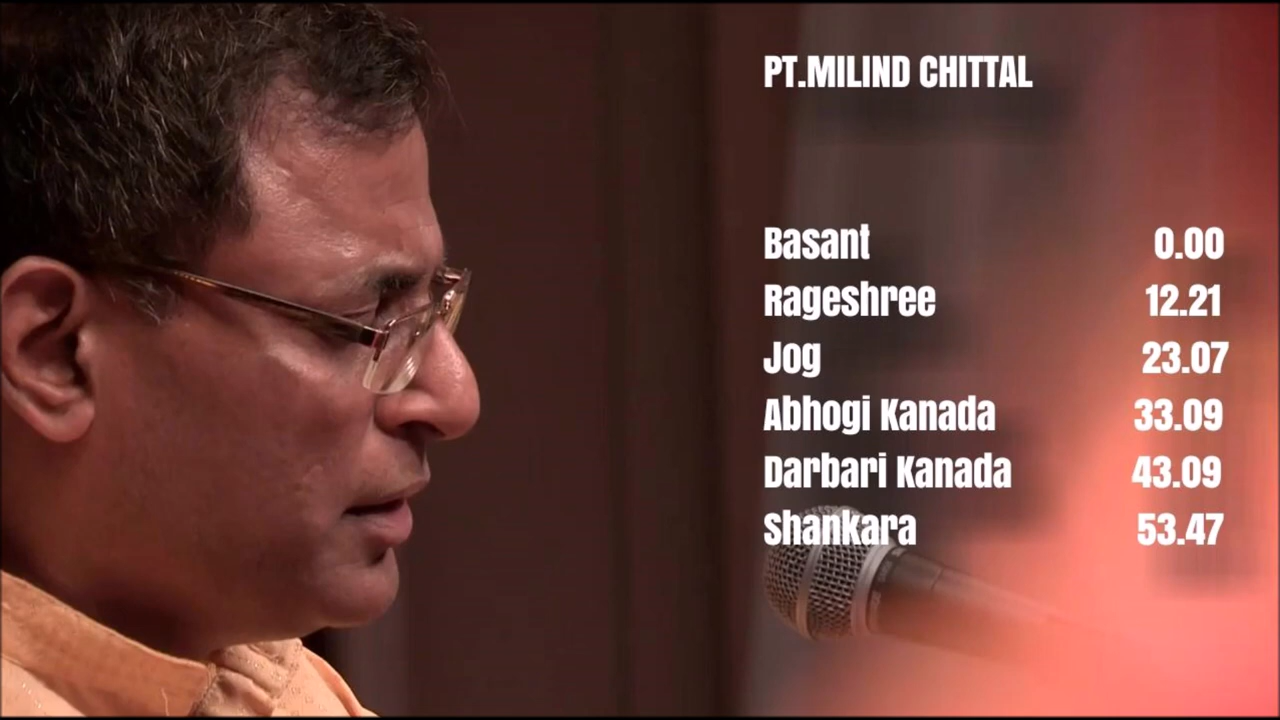 PT.MILIND CHITTAL
Basant 0.00
Rageshree 12.21
Jog 23.07
Abhogi Kanada 33.09
Darbari Kanada 43.09
Shankara 53.47